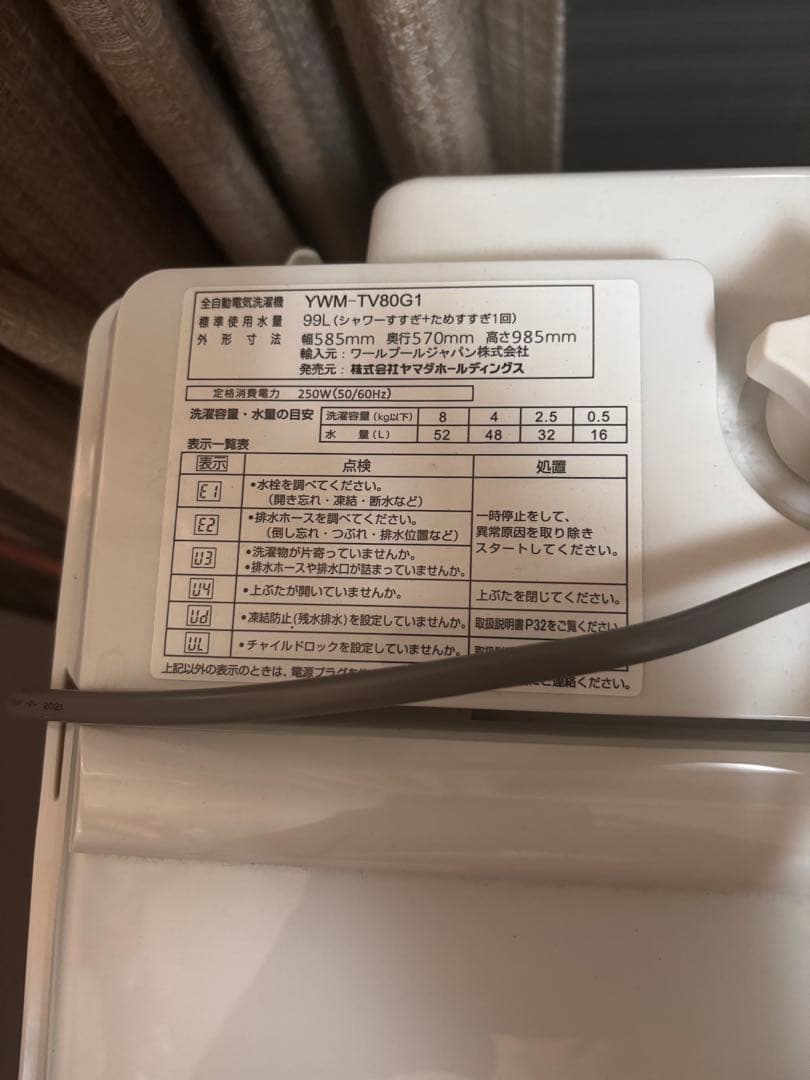 全自動電気洗濯機 YWM-TV80G1
標準使用水量 99L(シャワーすすぎ+ためすすぎ1回)
外形寸法 幅585mm 奥行570mm 高さ985mm
輸入元：ワールプールジャパン株式会社
発売元：株式会社ヤマダホールディングス
定格消費電力 250W(50/60Hz)
洗濯容量・水量の目安 洗濯容量(kg以下) 8 4 2.5 0.5
水量(L) 52 48 32 16
表示一覧表
表示 点検 処置
E1 •水栓を調べてください。
(開き忘れ・凍結・断水など)
E2 •排水ホースを調べてください。
(倒し忘れ・つぶれ・排水位置など)
U3 •洗濯物が片寄っていませんか。
•排水ホースや排水口が詰まっていませんか。
一時停止をして、
異常原因を取り除き
スタートしてください。
U4 •上ぶたが開いていませんか。 上ぶたを閉じてください。
Ud •凍結防止(残水排水)を設定していませんか。 取扱説明書P32をご覧ください
UL •チャイルドロックを設定していませんか。
上記以外の表示のときは、電源プラグを
ご連絡ください。
2021